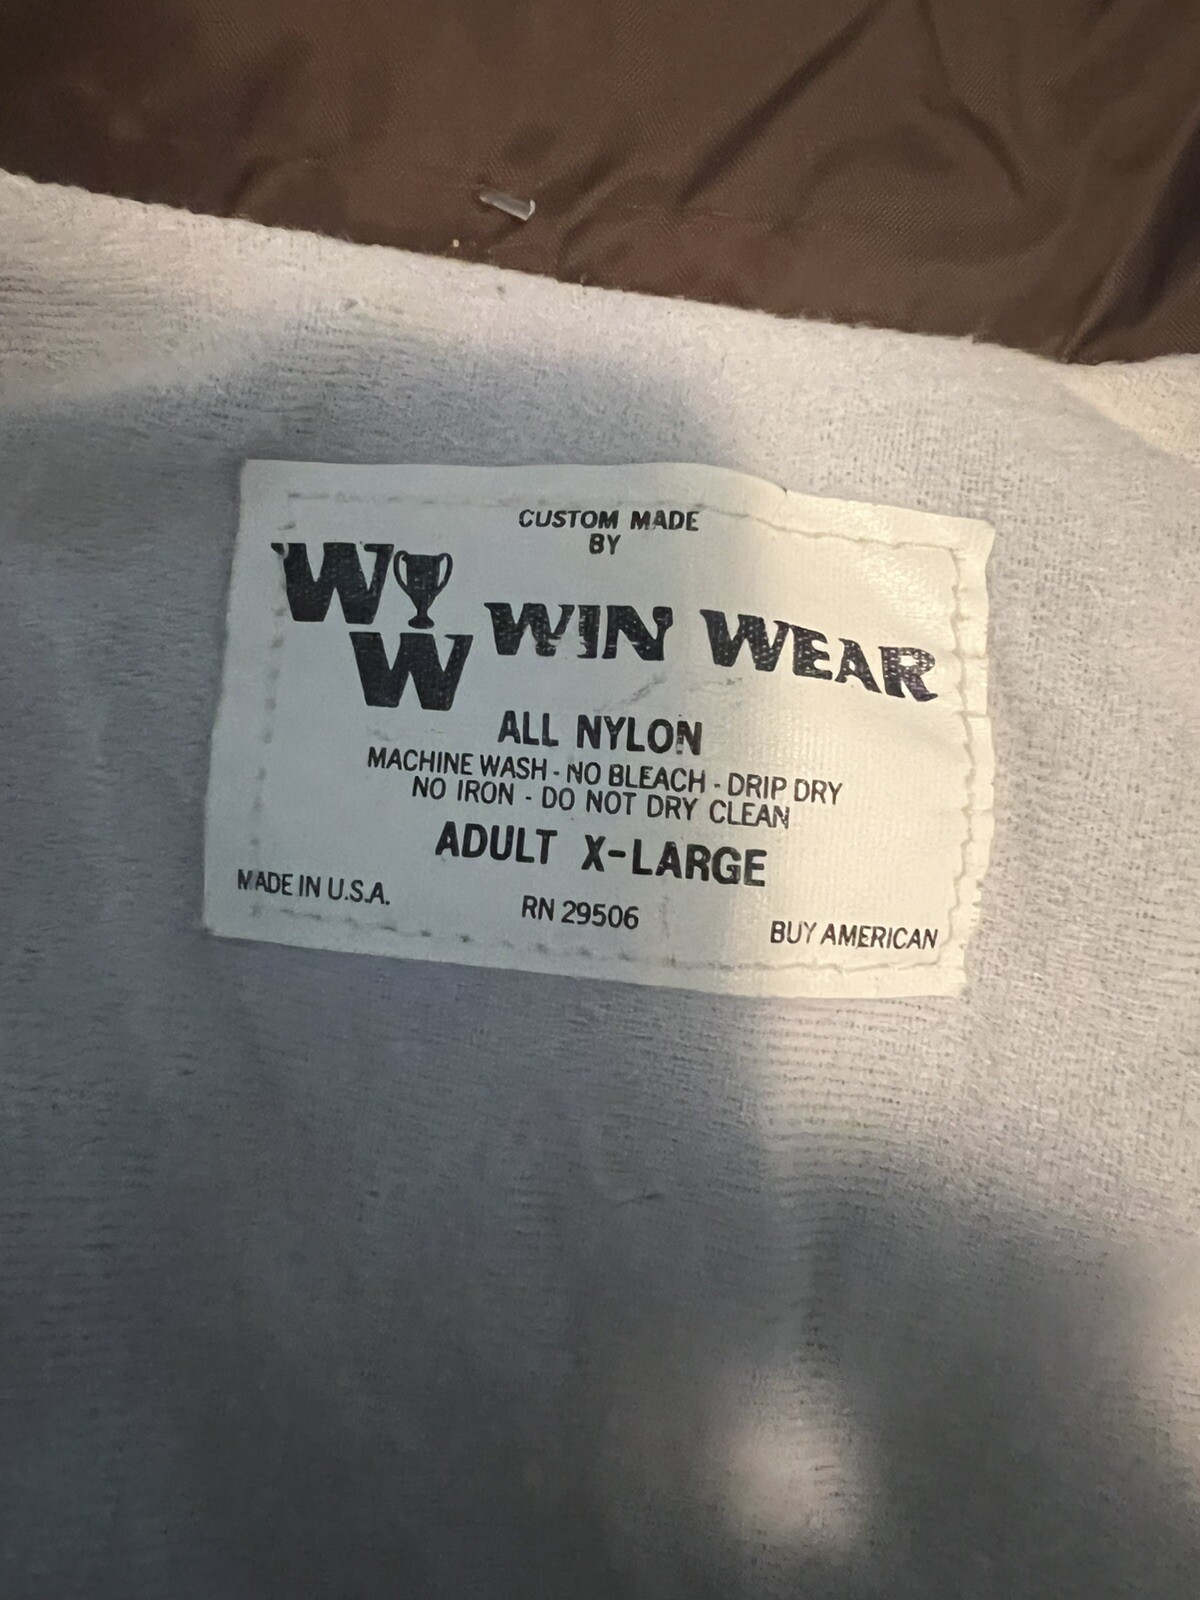 CUSTOM MADE
BY
W W
WIN WEAR
ALL NYLON
MACHINE WASH - NO BLEACH - DRIP DRY
NO IRON - DO NOT DRY CLEAN
ADULT X-LARGE
MADE IN U.S.A.
RN 29506
BUY AMERICAN